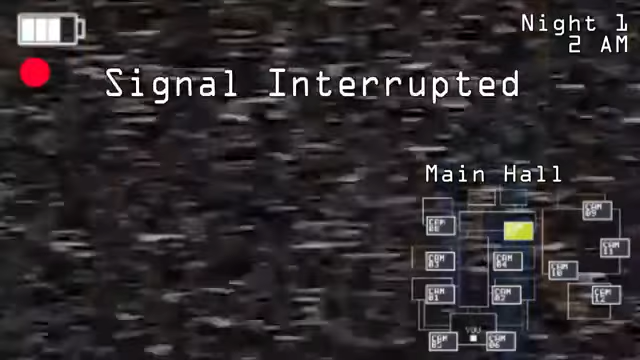 Night 1
2 AM
Signal Interrupted
Main Hall
CAM
09
CAM
08
CAM
11
CAM
03
CAM
04
CAM
10
CAM
01
CAM
02
CAM
12
YOU
CAM
05
CAM
06